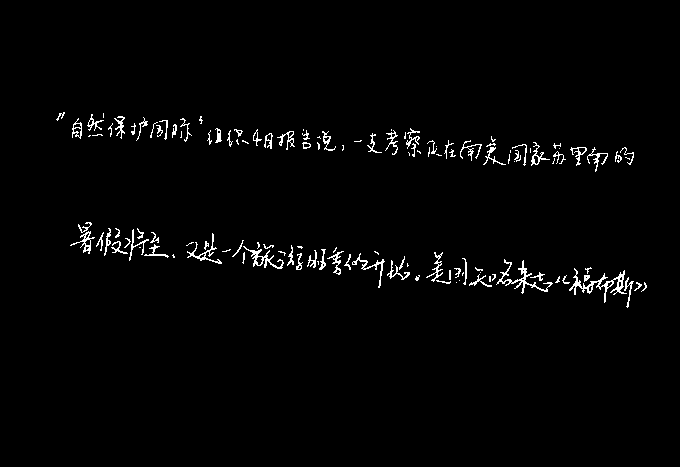 “自然保护国际”组织4日报告说，一支考察队在南美国家苏里南的
暑假将至，又是一个旅游旺季的开始。美国知名杂志《福布斯》